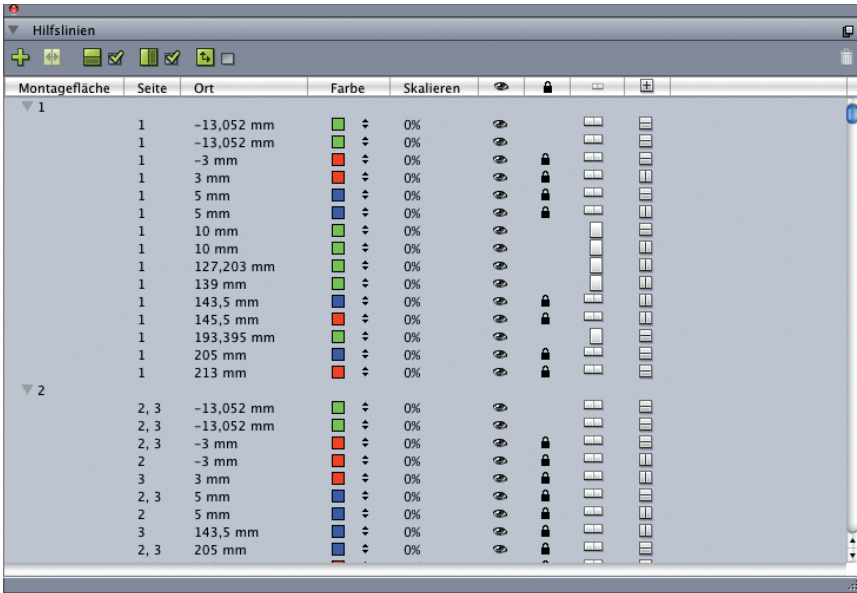 Hilfslinien
Montagefläche Seite Ort Farbe Skalieren
1
1 -13,052 mm 0%
1 -13,052 mm 0%
1 -3 mm 0%
1 3 mm 0%
1 5 mm 0%
1 5 mm 0%
1 10 mm 0%
1 10 mm 0%
1 127,203 mm 0%
1 139 mm 0%
1 143,5 mm 0%
1 145,5 mm 0%
1 193,395 mm 0%
1 205 mm 0%
1 213 mm 0%
2
2, 3 -13,052 mm 0%
2, 3 -13,052 mm 0%
2, 3 -3 mm 0%
2 -3 mm 0%
3 3 mm 0%
2, 3 5 mm 0%
2 5 mm 0%
3 143,5 mm 0%
2, 3 205 mm 0%